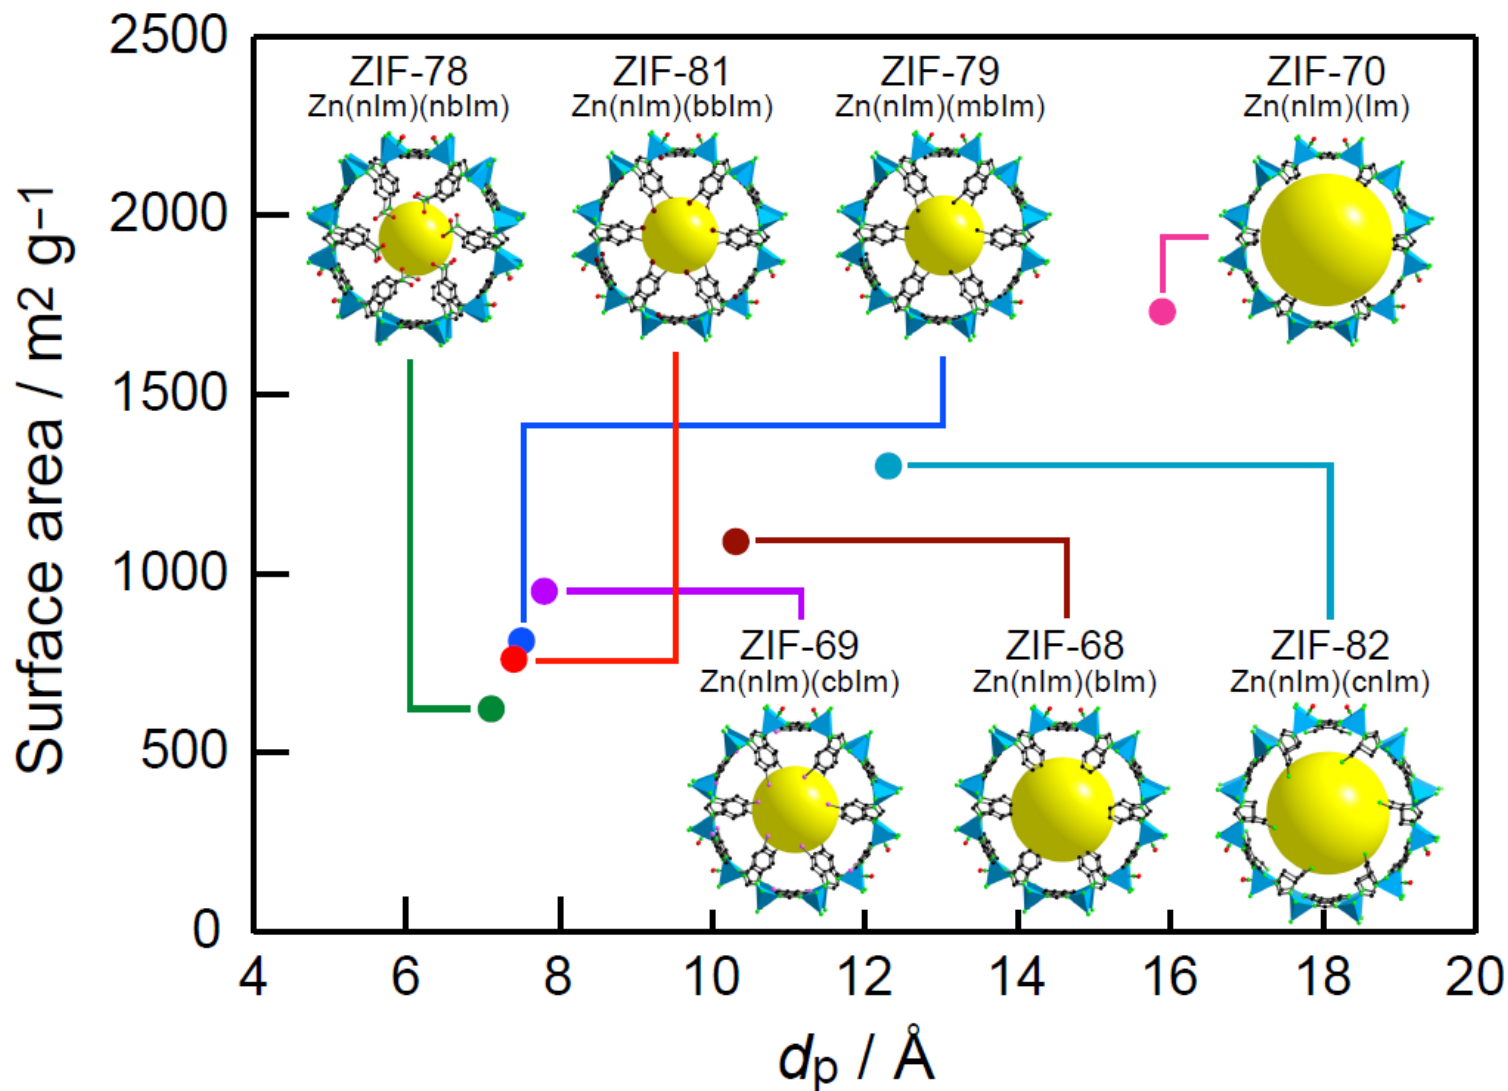 2500
ZIF-78
Zn(nIm)(nbIm)
ZIF-81
Zn(nIm)(bbIm)
ZIF-79
Zn(nIm)(mbIm)
ZIF-70
Zn(nIm)(Im)
2000
1500
1000
500
0
Surface area / m2 g−1
ZIF-69
Zn(nIm)(cbIm)
ZIF-68
Zn(nIm)(bIm)
ZIF-82
Zn(nIm)(cnIm)
4 6 8 10 12 14 16 18 20
dp / Å